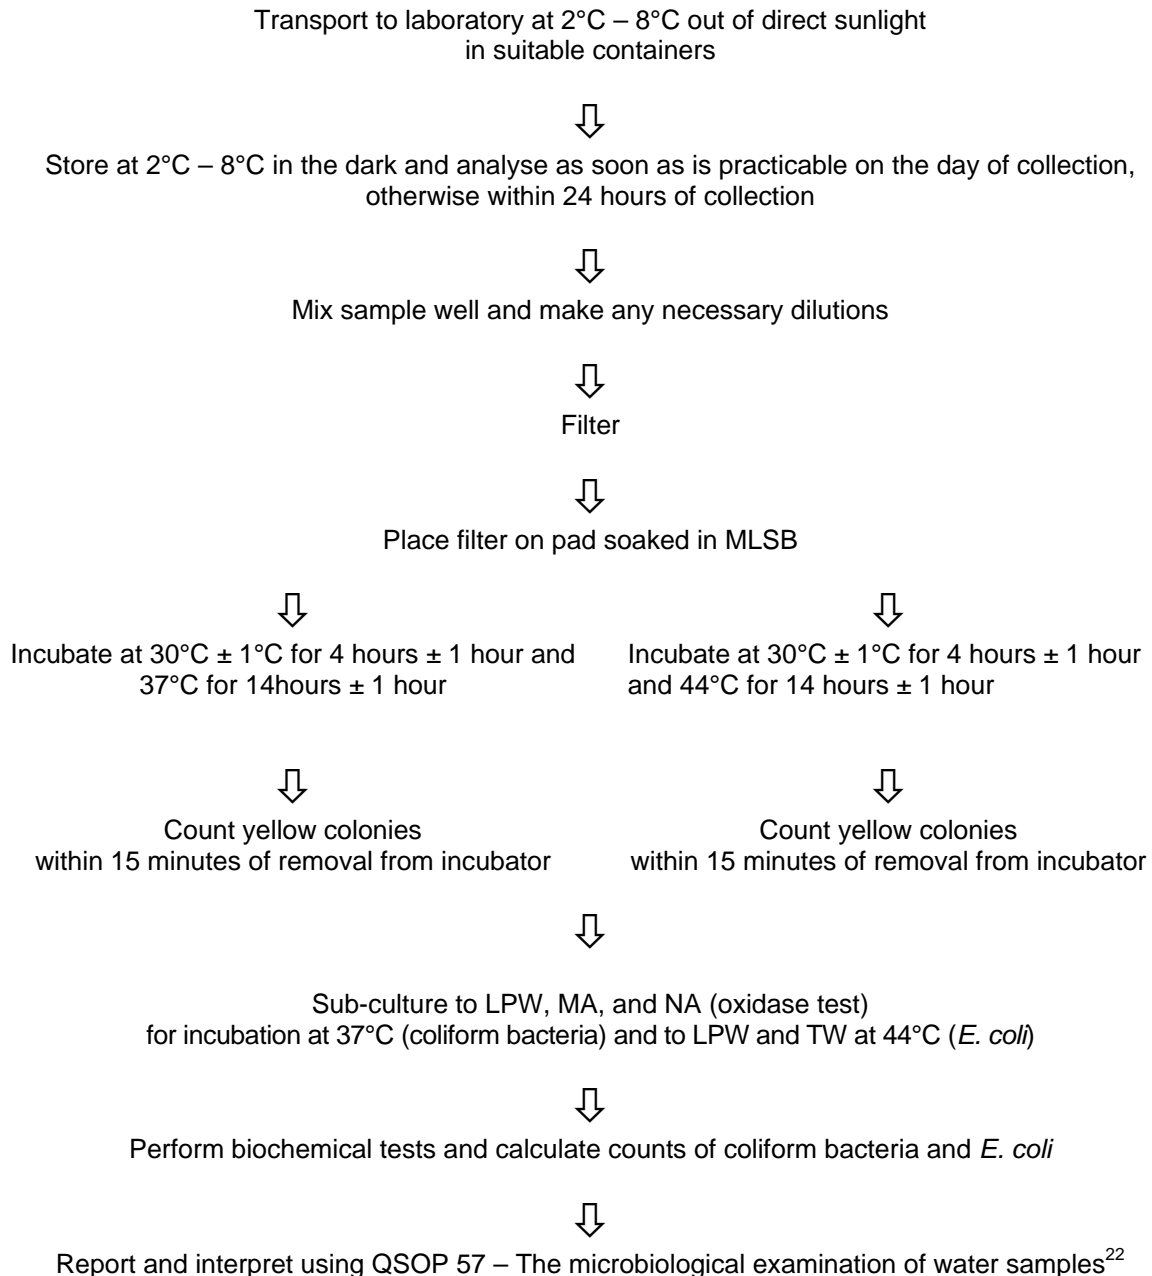 Transport to laboratory at 2°C – 8°C out of direct sunlight
in suitable containers
Store at 2°C – 8°C in the dark and analyse as soon as is practicable on the day of collection,
otherwise within 24 hours of collection
Mix sample well and make any necessary dilutions
Filter
Place filter on pad soaked in MLSB
Incubate at 30°C ± 1°C for 4 hours ± 1 hour and
37°C for 14hours ± 1 hour
Incubate at 30°C ± 1°C for 4 hours ± 1 hour
and 44°C for 14 hours ± 1 hour
Count yellow colonies
within 15 minutes of removal from incubator
Count yellow colonies
within 15 minutes of removal from incubator
Sub-culture to LPW, MA, and NA (oxidase test)
for incubation at 37°C (coliform bacteria) and to LPW and TW at 44°C (E. coli)
Perform biochemical tests and calculate counts of coliform bacteria and E. coli
Report and interpret using QSOP 57 – The microbiological examination of water samples22